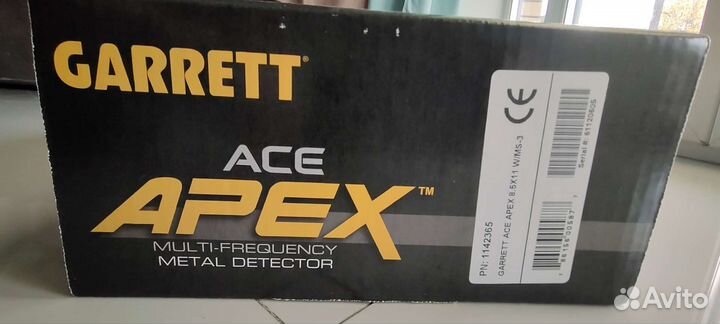 GARRETT®
ACE
APEX™
MULTI-FREQUENCY
METAL DETECTOR
PN: 1142365
GARRETT ACE APEX 8.5X11 W/MS-3
CE
Avito